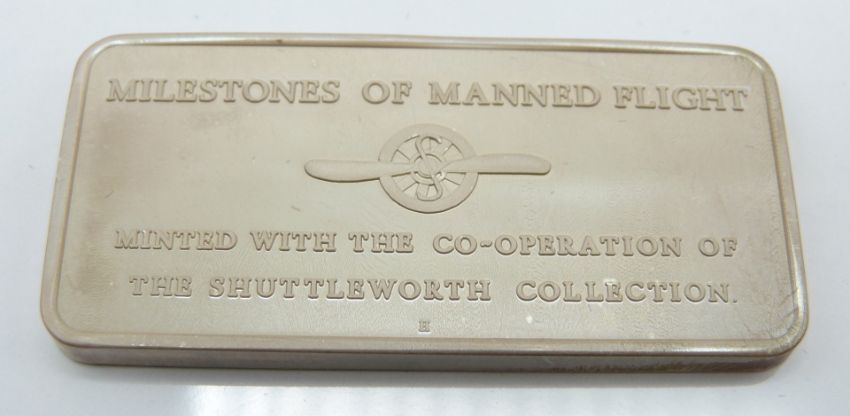 MILESTONES OF MANNED FLIGHT
S
MINTED WITH THE CO-OPERATION OF
THE SHUTTLEWORTH COLLECTION.
H